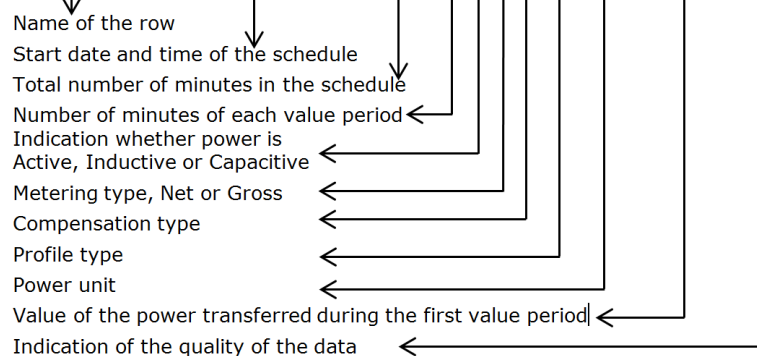 Name of the row
Start date and time of the schedule
Total number of minutes in the schedule
Number of minutes of each value period
Indication whether power is
Active, Inductive or Capacitive
Metering type, Net or Gross
Compensation type
Profile type
Power unit
Value of the power transferred during the first value period
Indication of the quality of the data